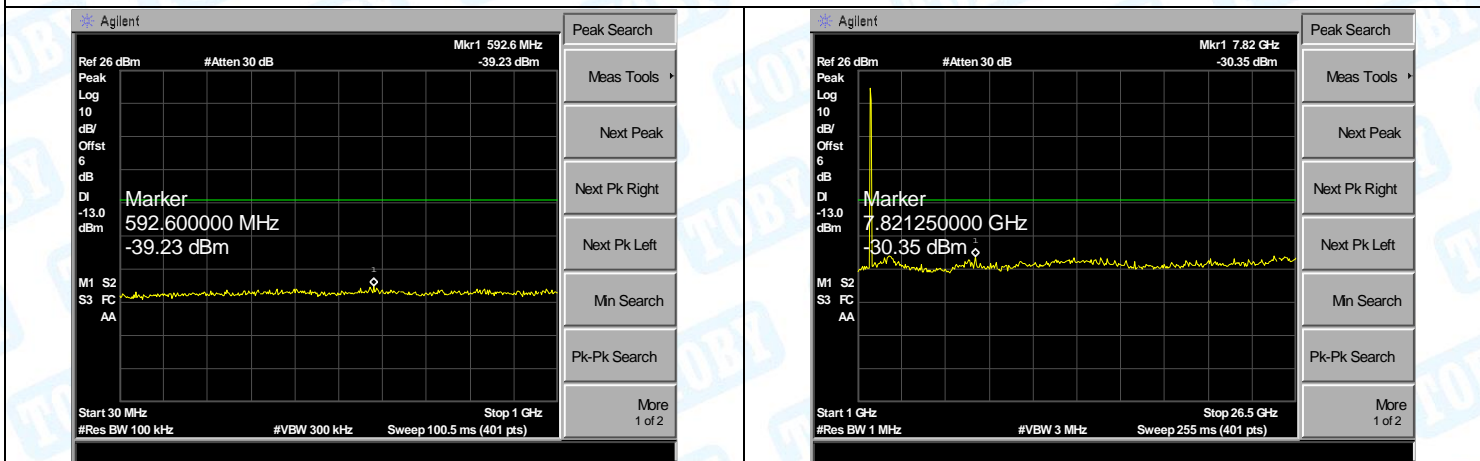 Agilent
Mkr1 592.6 MHz
Ref 26 dBm #Atten 30 dB -39.23 dBm
Peak
Log
10
dB/
Offst
6
dB
DI
-13.0
dBm
Marker
592.600000 MHz
-39.23 dBm
1
M1 S2
S3 FC
AA
Start 30 MHz Stop 1 GHz
#Res BW 100 kHz #VBW 300 kHz Sweep 100.5 ms (401 pts)
Peak Search
Meas Tools
Next Peak
Next Pk Right
Next Pk Left
Min Search
Pk-Pk Search
More
1 of 2
Agilent
Mkr1 7.82 GHz
Ref 26 dBm #Atten 30 dB -30.35 dBm
Peak
Log
10
dB/
Offst
6
dB
DI
-13.0
dBm
Marker
7.821250000 GHz
-30.35 dBm
1
M1 S2
S3 FC
AA
Start 1 GHz Stop 26.5 GHz
#Res BW 1 MHz #VBW 3 MHz Sweep 255 ms (401 pts)
Peak Search
Meas Tools
Next Peak
Next Pk Right
Next Pk Left
Min Search
Pk-Pk Search
More
1 of 2
TOBY
TOBY
TOBY